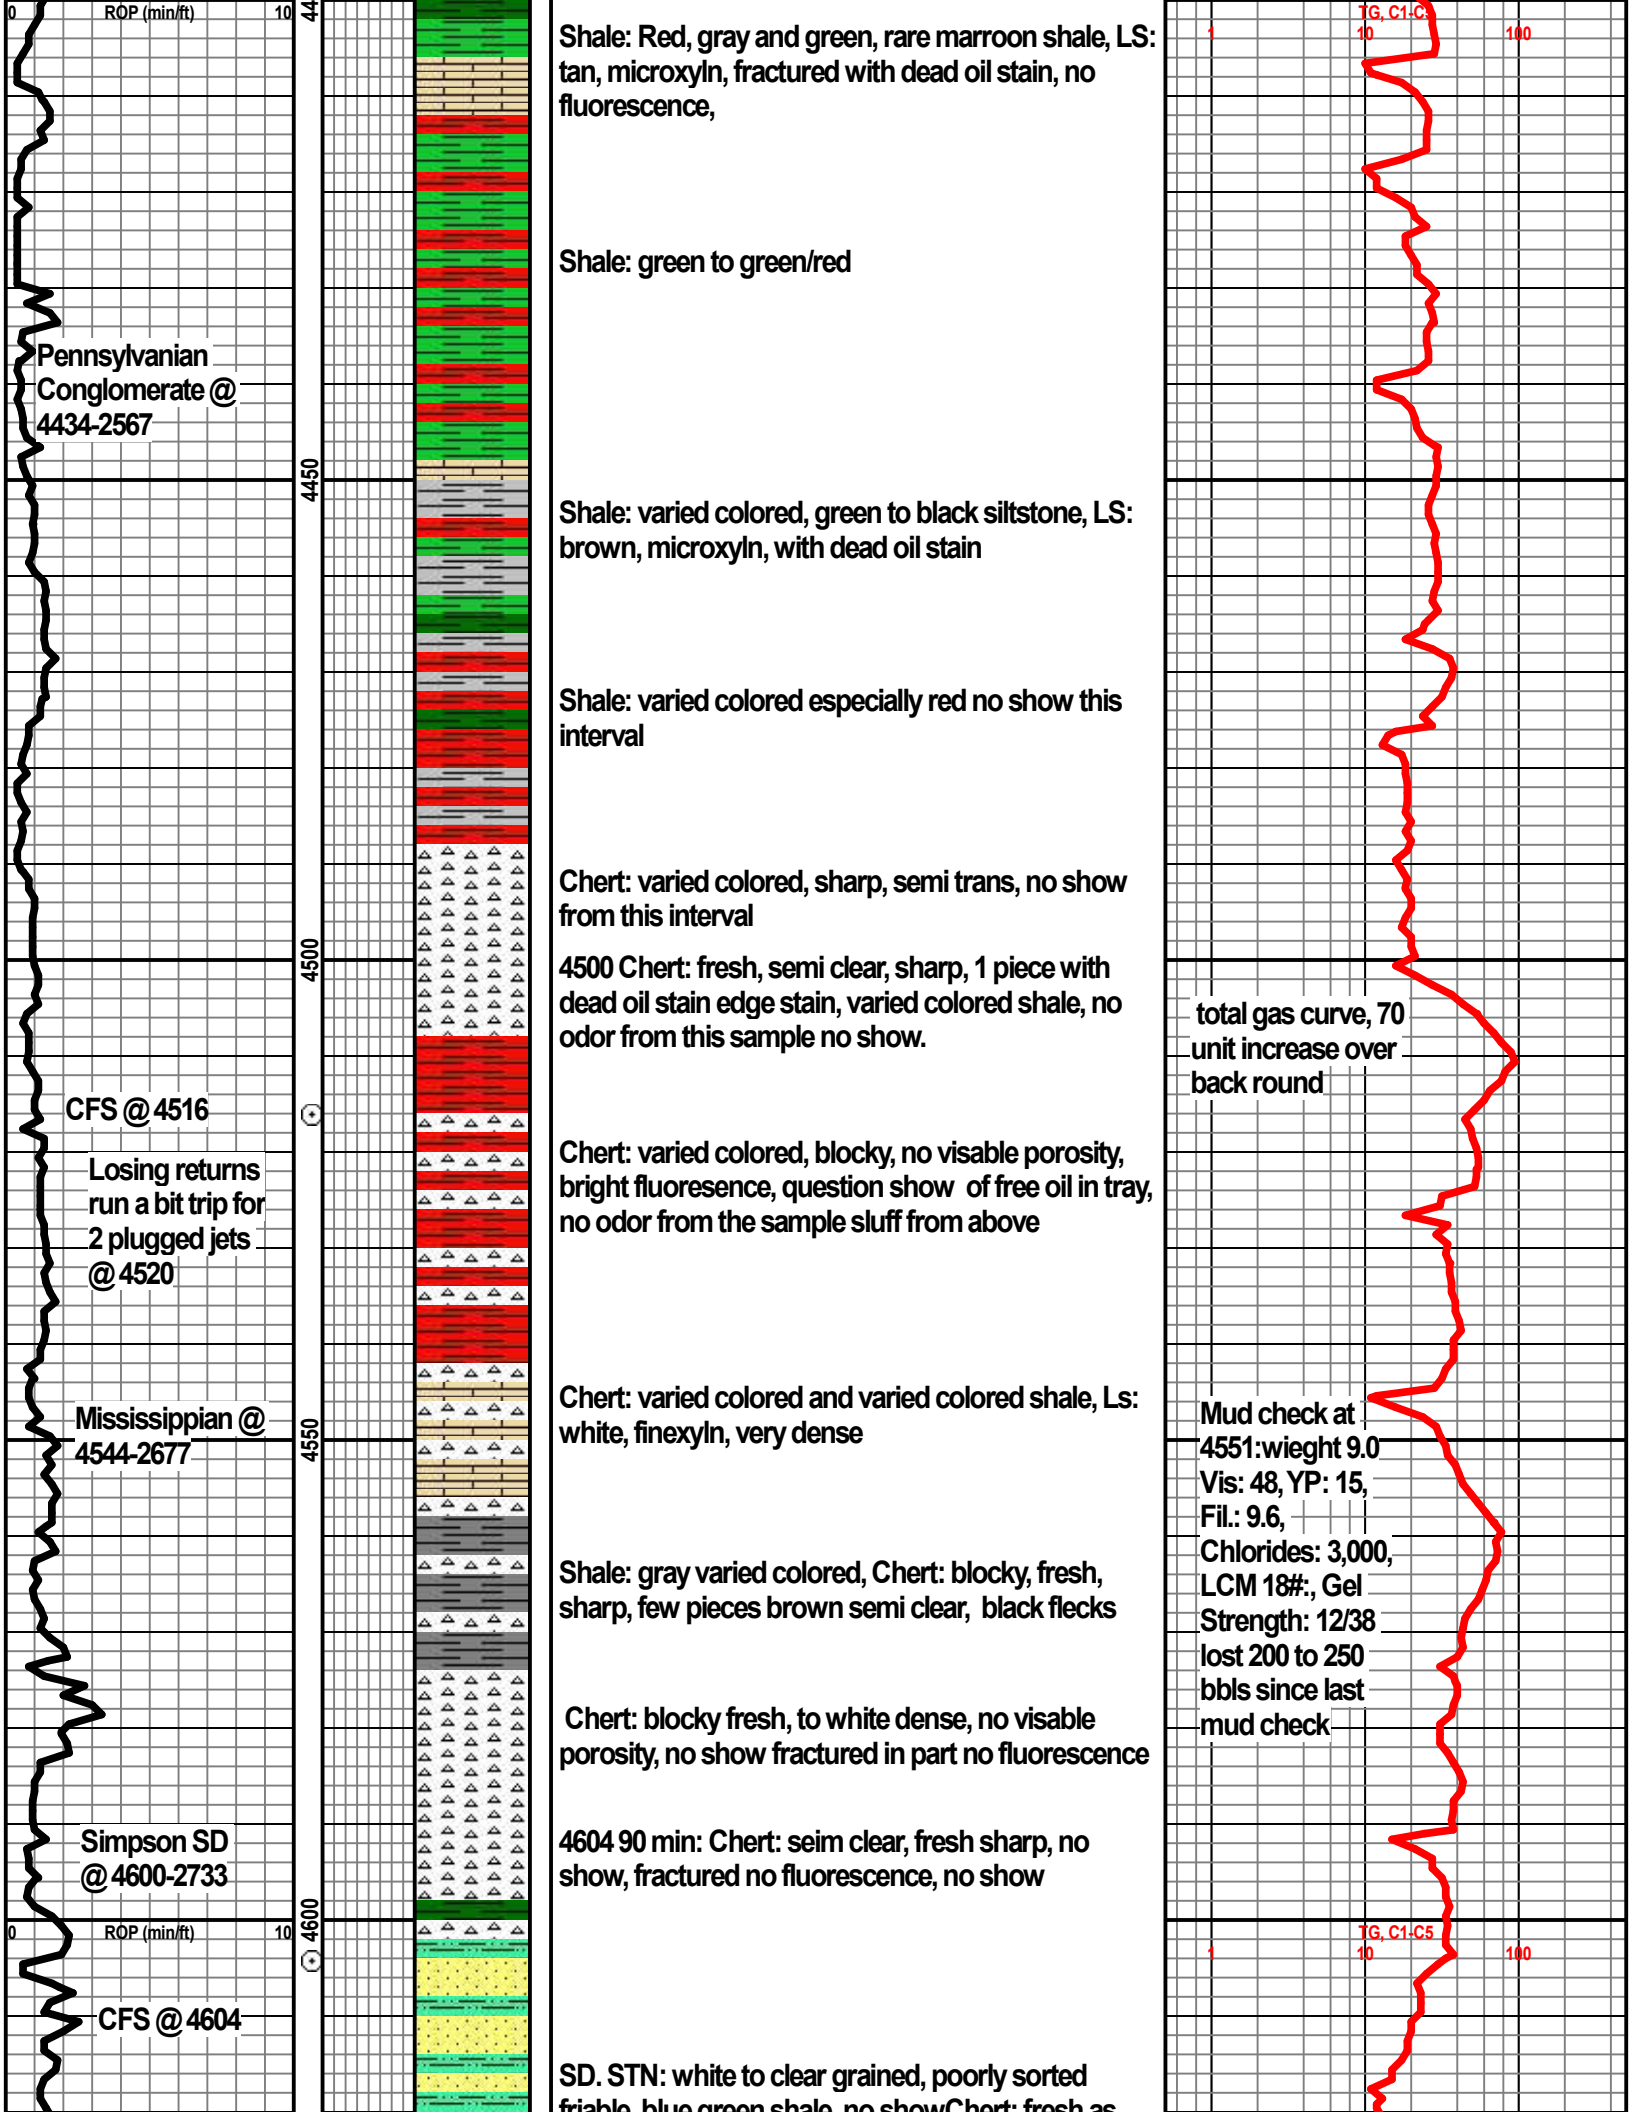 0 ROP (min/ft) 10
44
TG, C1-C
1 10 100
Shale: Red, gray and green, rare marroon shale, LS:
tan, microxyln, fractured with dead oil stain, no
fluorescence,
Shale: green to green/red
Pennsylvanian
Conglomerate @
4434-2567
4450
Shale: varied colored, green to black siltstone, LS:
brown, microxyln, with dead oil stain
Shale: varied colored especially red no show this
interval
Chert: varied colored, sharp, semi trans, no show
from this interval
4500
4500 Chert: fresh, semi clear, sharp, 1 piece with
dead oil stain edge stain, varied colored shale, no
odor from this sample no show.
total gas curve, 70
unit increase over
back round
CFS @ 4516
Losing returns
run a bit trip for
2 plugged jets
@ 4520
Chert: varied colored, blocky, no visable porosity,
bright fluoresence, question show of free oil in tray,
no odor from the sample sluff from above
Mississippian @
4544-2677
4550
Chert: varied colored and varied colored shale, Ls:
white, finexyln, very dense
Mud check at
4551:wieght 9.0
Vis: 48, YP: 15,
Fil.: 9.6,
Chlorides: 3,000,
LCM 18#:, Gel
Strength: 12/38
lost 200 to 250
bbls since last
mud check
Shale: gray varied colored, Chert: blocky, fresh,
sharp, few pieces brown semi clear, black flecks
Chert: blocky fresh, to white dense, no visable
porosity, no show fractured in part no fluorescence
Simpson SD
@ 4600-2733
4604 90 min: Chert: seim clear, fresh sharp, no
show, fractured no fluorescence, no show
4600
0 ROP (min/ft) 10
TG, C1-C5
1 10 100
CFS @ 4604
SD. STN: white to clear grained, poorly sorted
friable, blue green shale, no showChert: fresh as